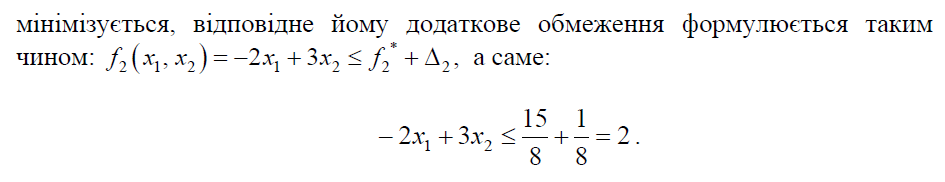 мінімізується, відповідне йому додаткове обмеження формулюється таким
чином: f₂(x₁, x₂) = −2x₁ + 3x₂ ≤ f₂* + Δ₂, а саме:
− 2x₁ + 3x₂ ≤ 15/8 + 1/8 = 2 .